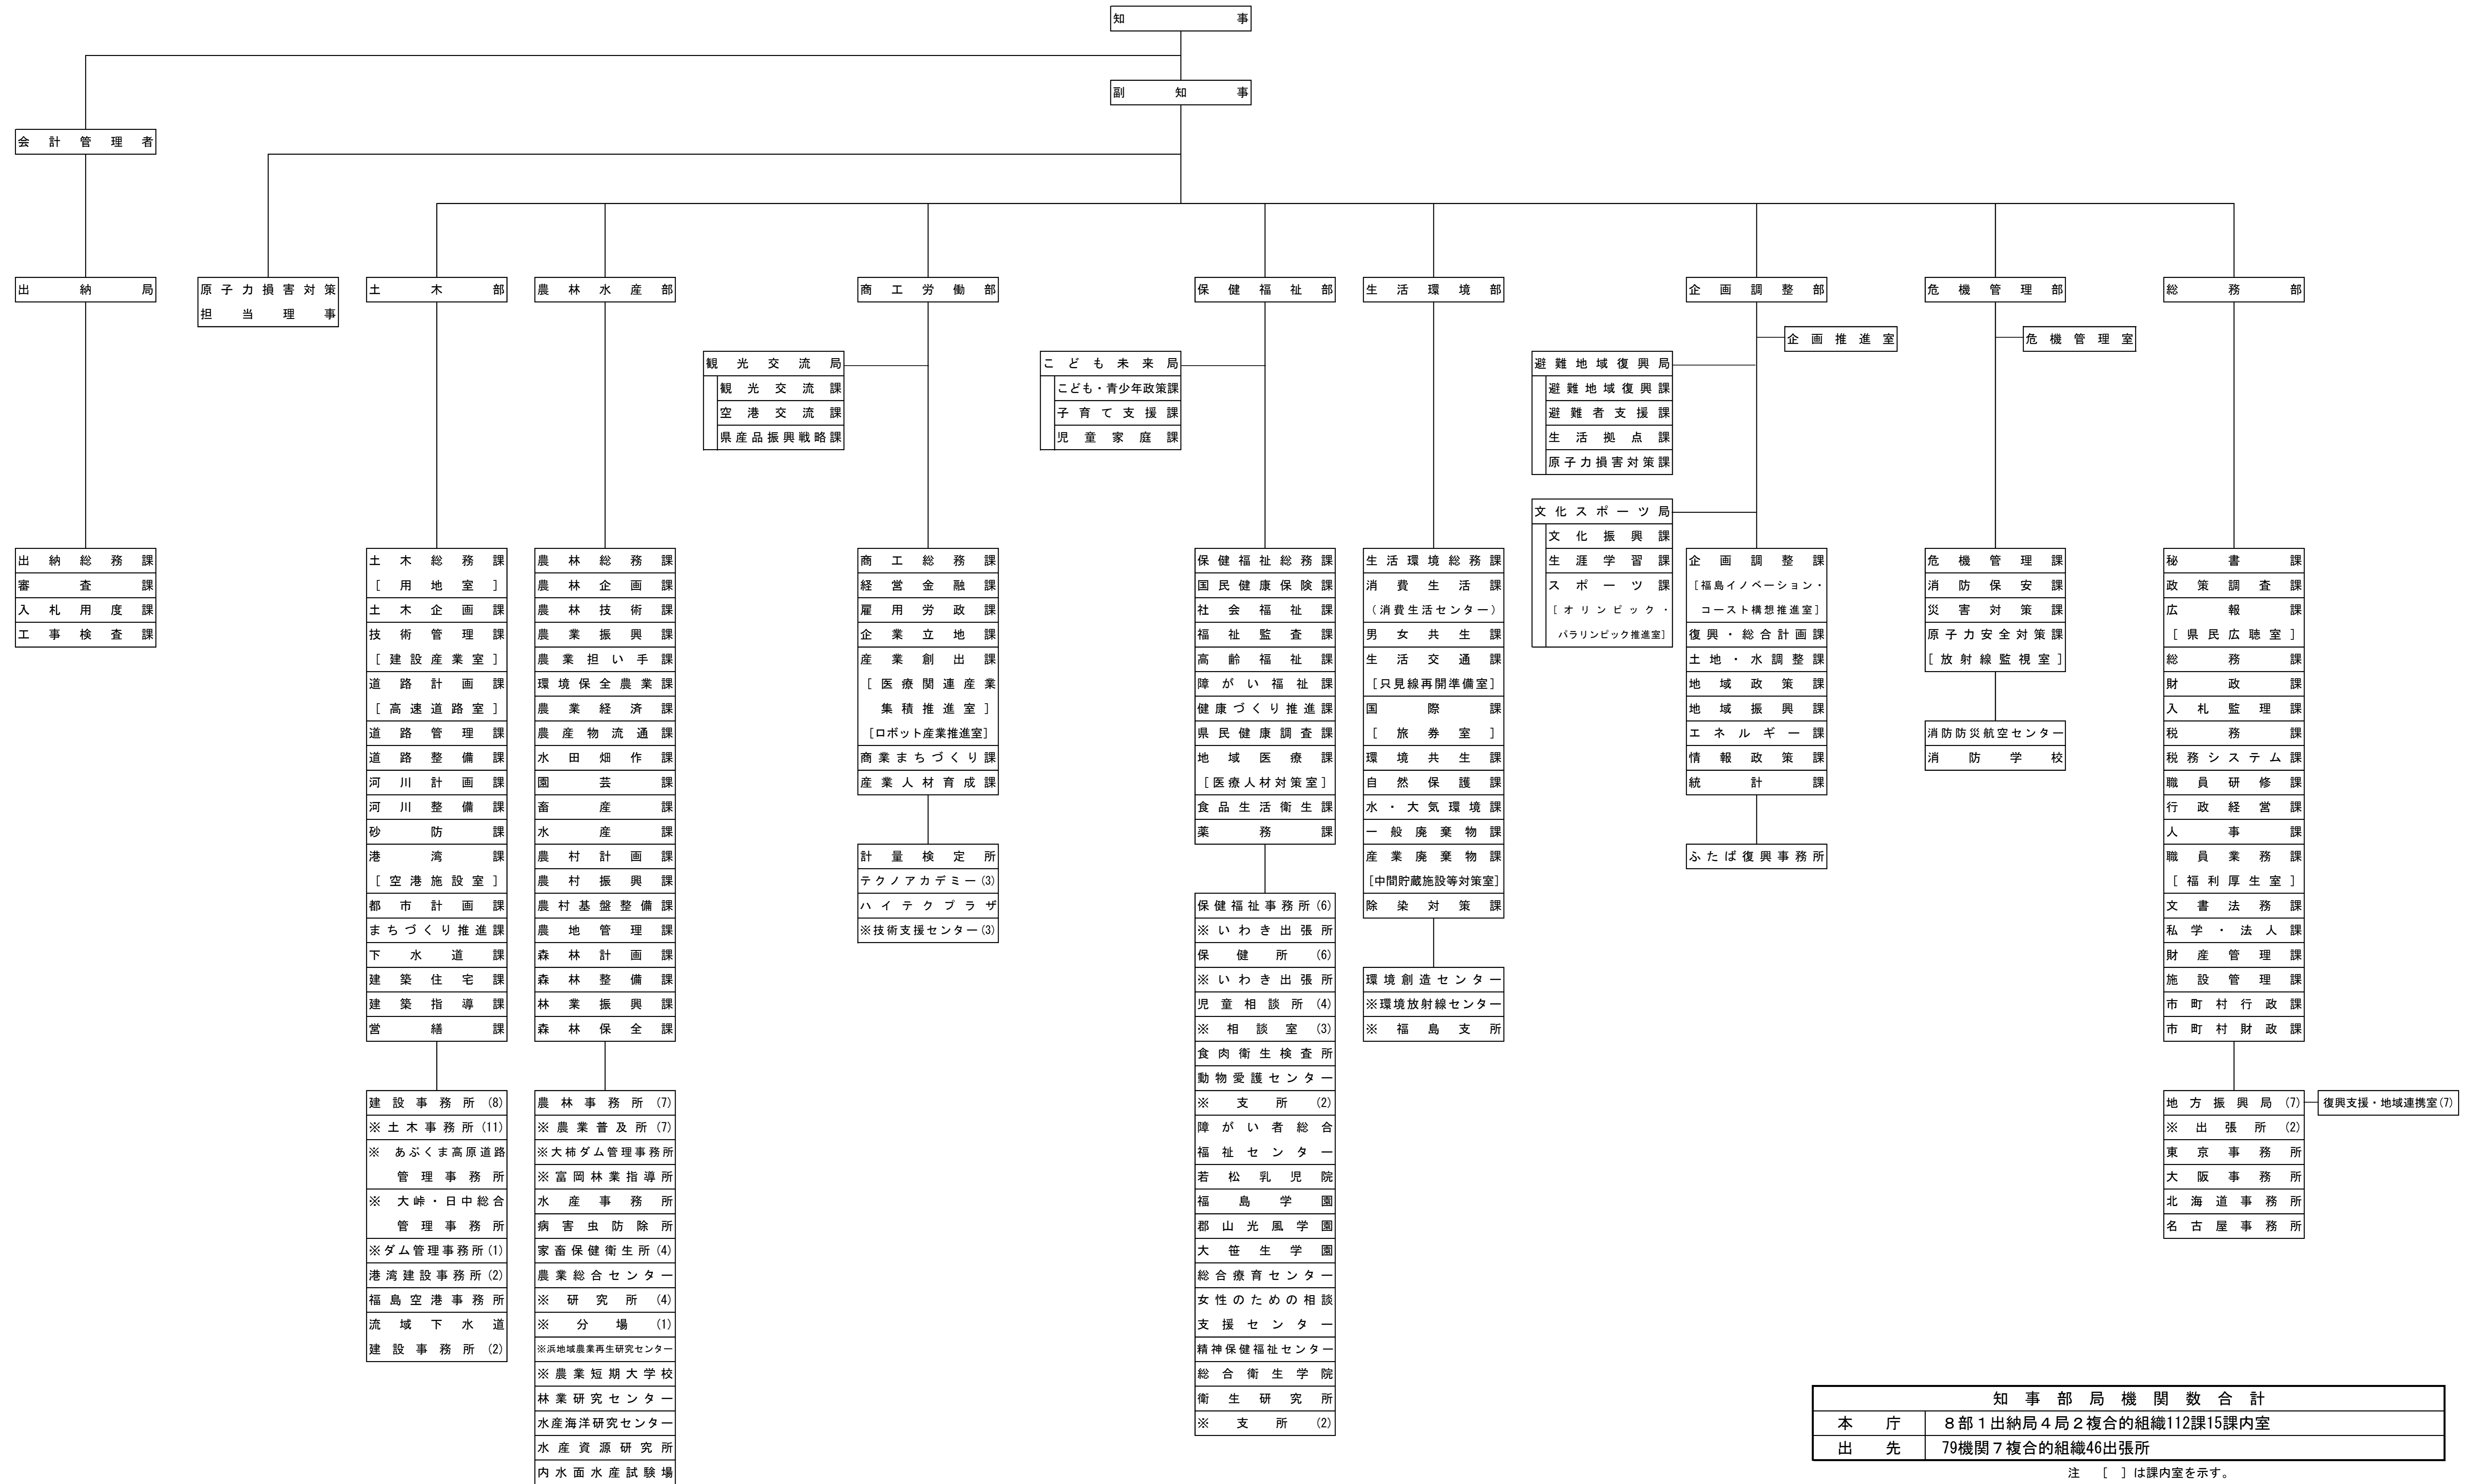 知事
副知事
会計管理者
出納局
出納総務課
審査課
入札用度課
工事検査課
原子力損害対策
担当理事
土木部
土木総務課
[用地室]
土木企画課
技術管理課
[建設産業室]
道路計画課
[高速道路室]
道路管理課
道路整備課
河川計画課
河川整備課
砂防課
港湾課
[空港施設室]
都市計画課
まちづくり推進課
下水道課
建築住宅課
建築指導課
営繕課
建設事務所(8)
※土木事務所(11)
※あぶくま高原道路
管理事務所
※大峠・日中総合
管理事務所
※ダム管理事務所(1)
港湾建設事務所(2)
福島空港事務所
流域下水道
建設事務所(2)
農林水産部
農林総務課
農林企画課
農林技術課
農業振興課
農業担い手課
環境保全農業課
農業経済課
農産物流通課
水田畑作課
園芸課
畜産課
水産課
農村計画課
農村振興課
農村基盤整備課
農地管理課
森林計画課
森林整備課
林業振興課
森林保全課
農林事務所(7)
※農業普及所(7)
※大柿ダム管理事務所
※富岡林業指導所
水産事務所
病害虫防除所
家畜保健衛生所(4)
農業総合センター
※研究所(4)
※分場(1)
※浜地域農業再生研究センター
※農業短期大学校
林業研究センター
水産海洋研究センター
水産資源研究所
内水面水産試験場
商工労働部
観光交流局
観光交流課
空港交流課
県産品振興戦略課
商工総務課
経営金融課
雇用労政課
企業立地課
産業創出課
[医療関連産業
集積推進室]
[ロボット産業推進室]
商業まちづくり課
産業人材育成課
計量検定所
テクノアカデミー(3)
ハイテクプラザ
※技術支援センター(3)
保健福祉部
こども未来局
こども・青少年政策課
子育て支援課
児童家庭課
保健福祉総務課
国民健康保険課
社会福祉課
福祉監査課
高齢福祉課
障がい福祉課
健康づくり推進課
県民健康調査課
地域医療課
[医療人材対策室]
食品生活衛生課
薬務課
保健福祉事務所(6)
※いわき出張所
保健所(6)
※いわき出張所
児童相談所(4)
※相談室(3)
食肉衛生検査所
動物愛護センター
※支所(2)
障がい者総合
福祉センター
若松乳児院
福島学園
郡山光風学園
大笹生学園
総合療育センター
女性のための相談
支援センター
精神保健福祉センター
総合衛生学院
衛生研究所
※支所(2)
生活環境部
生活環境総務課
消費生活課
(消費生活センター)
男女共生課
生活交通課
[只見線再開準備室]
国際課
[旅券室]
環境共生課
自然保護課
水・大気環境課
一般廃棄物課
産業廃棄物課
[中間貯蔵施設等対策室]
除染対策課
環境創造センター
※環境放射線センター
※福島支所
企画調整部
企画推進室
避難地域復興局
避難地域復興課
避難者支援課
生活拠点課
原子力損害対策課
文化スポーツ局
文化振興課
生涯学習課
スポーツ課
[オリンピック・
パラリンピック推進室]
企画調整課
[福島イノベーション・
コースト構想推進室]
復興・総合計画課
土地・水調整課
地域政策課
地域振興課
エネルギー課
情報政策課
統計課
ふたば復興事務所
危機管理部
危機管理室
危機管理課
消防保安課
災害対策課
原子力安全対策課
[放射線監視室]
消防防災航空センター
消防学校
総務部
秘書課
政策調査課
広報課
[県民広聴室]
総務課
財政課
入札監理課
税務課
税務システム課
職員研修課
行政経営課
人事課
職員業務課
[福利厚生室]
文書法務課
私学・法人課
財産管理課
施設管理課
市町村行政課
市町村財政課
地方振興局(7)
復興支援・地域連携室(7)
※出張所(2)
東京事務所
大阪事務所
北海道事務所
名古屋事務所
知事部局機関数合計
本庁 8部1出納局4局2複合的組織112課15課内室
出先 79機関7複合的組織46出張所
注 [ ]は課内室を示す。